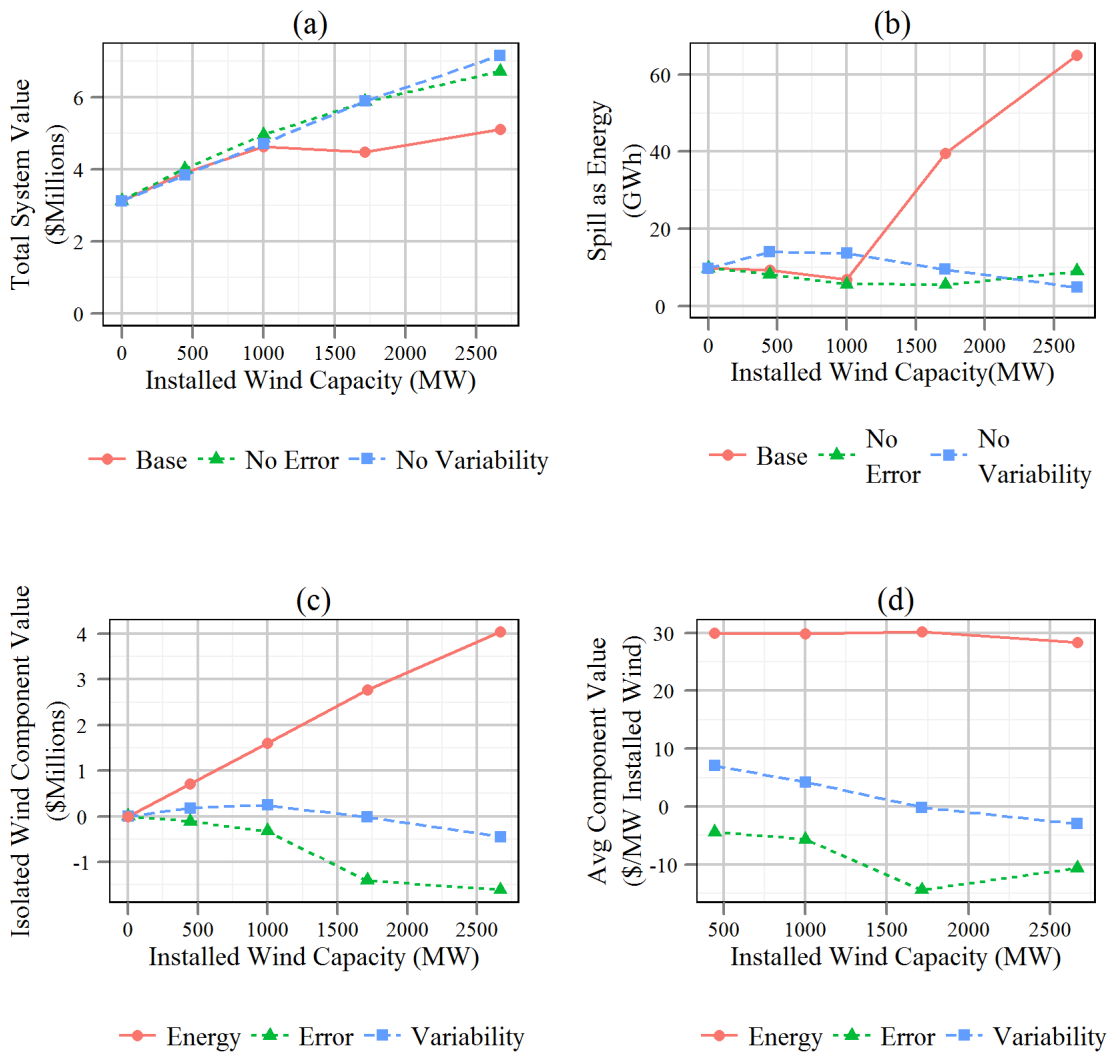 (a)
Total System Value
($Millions)
6
4
2
0
0 500 1000 1500 2000 2500
Installed Wind Capacity (MW)
Base No Error No Variability
(b)
Spill as Energy
(GWh)
60
40
20
0
0 500 1000 1500 2000 2500
Installed Wind Capacity(MW)
Base No Error No Variability
(c)
Isolated Wind Component Value
($Millions)
4
3
2
1
0
-1
0 500 1000 1500 2000 2500
Installed Wind Capacity (MW)
Energy Error Variability
(d)
Avg Component Value
($/MW Installed Wind)
30
20
10
0
-10
500 1000 1500 2000 2500
Installed Wind Capacity (MW)
Energy Error Variability